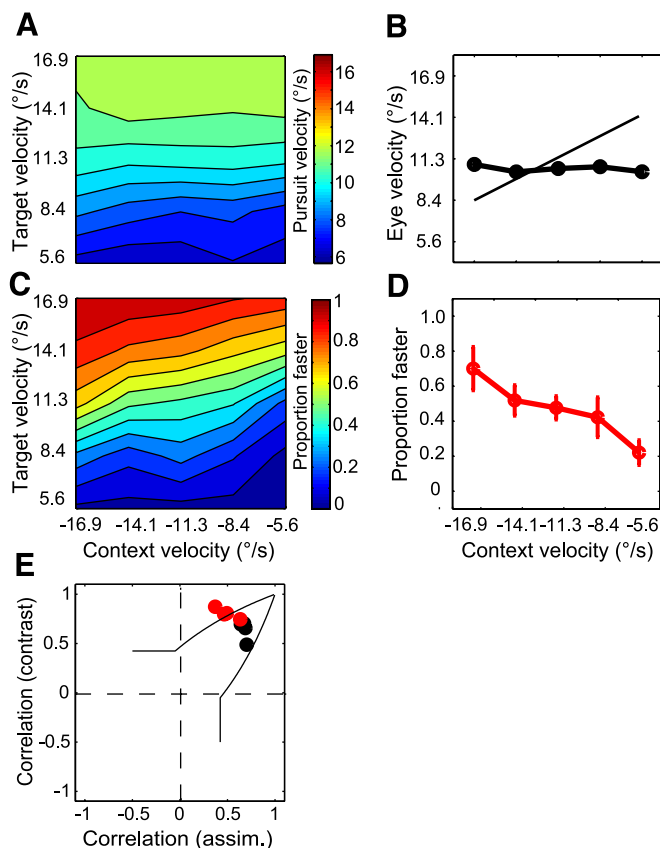 A
Target velocity (°/s)
16.9
14.1
11.3
8.4
5.6
Pursuit velocity (°/s)
16
14
12
10
8
6
B
Eye velocity (°/s)
16.9
14.1
11.3
8.4
5.6
C
Target velocity (°/s)
16.9
14.1
11.3
8.4
5.6
-16.9 -14.1 -11.3 -8.4 -5.6
Context velocity (°/s)
Proportion faster
1
0.8
0.6
0.4
0.2
0
D
Proportion faster
1.0
0.8
0.6
0.4
0.2
0
-16.9 -14.1 -11.3 -8.4 -5.6
Context velocity (°/s)
E
Correlation (contrast)
1
0.5
0
-0.5
-1
-1 -0.5 0 0.5 1
Correlation (assim.)